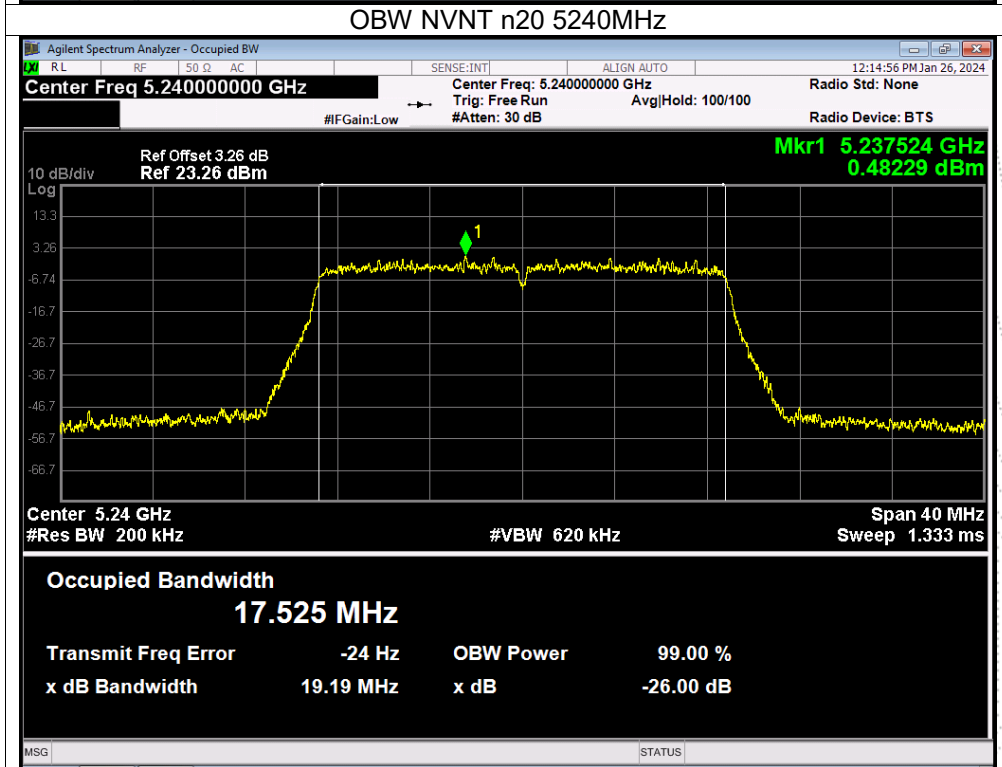 OBW NVNT n20 5240MHz
Agilent Spectrum Analyzer - Occupied BW
LXI RL RF 50 Ω AC SENSE:INT ALIGN AUTO 12:14:56 PM Jan 26, 2024
Center Freq 5.240000000 GHz Center Freq: 5.240000000 GHz Radio Std: None
Trig: Free Run Avg|Hold: 100/100
#IFGain:Low #Atten: 30 dB Radio Device: BTS
Mkr1 5.237524 GHz
0.48229 dBm
Ref Offset 3.26 dB
10 dB/div Ref 23.26 dBm
Log
13.3
1
3.26
-6.74
-16.7
-26.7
-36.7
-46.7
-56.7
-66.7
Center 5.24 GHz Span 40 MHz
#Res BW 200 kHz #VBW 620 kHz Sweep 1.333 ms
Occupied Bandwidth
17.525 MHz
Transmit Freq Error -24 Hz OBW Power 99.00 %
x dB Bandwidth 19.19 MHz x dB -26.00 dB
MSG STATUS